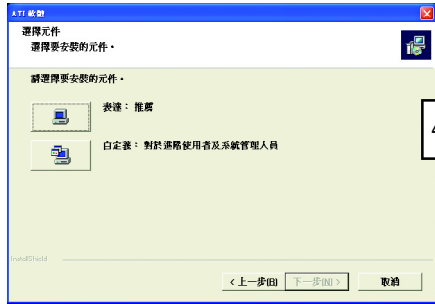 ATI 軟體
選擇元件
選擇要安裝的元件。
請選擇要安裝的元件。
表達： 推薦
4
自定義： 對於進階使用者及系統管理人員
InstallShield
< 上一步(B)
下一步(N) >
取消